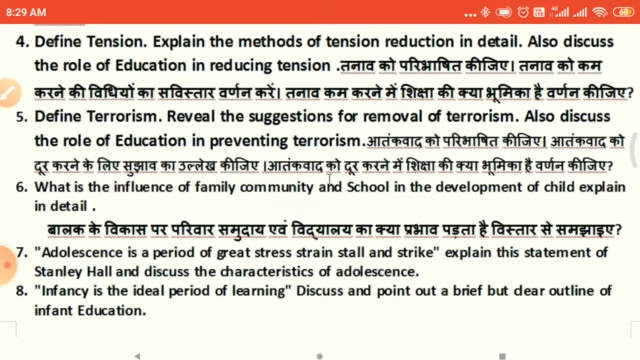 8:29 AM
4G
68
4. Define Tension. Explain the methods of tension reduction in detail. Also discuss
the role of Education in reducing tension .तनाव को परिभाषित कीजिए। तनाव को कम
करने की विधियों का सविस्तार वर्णन करें। तनाव कम करने में शिक्षा की क्या भूमिका है वर्णन कीजिए?
5. Define Terrorism. Reveal the suggestions for removal of terrorism. Also discuss
the role of Education in preventing terrorism.आतंकवाद को परिभाषित कीजिए। आतंकवाद को
दूर करने के लिए सुझाव का उल्लेख कीजिए ।आतंकवाद को दूर करने में शिक्षा की क्या भूमिका है वर्णन कीजिए?
6. What is the influence of family community and School in the development of child explain
in detail .
बालक के विकास पर परिवार समुदाय एवं विद्यालय का क्या प्रभाव पड़ता है विस्तार से समझाइए?
7. "Adolescence is a period of great stress strain stall and strike" explain this statement of
Stanley Hall and discuss the characteristics of adolescence.
8. "Infancy is the ideal period of learning" Discuss and point out a brief but clear outline of
infant Education.